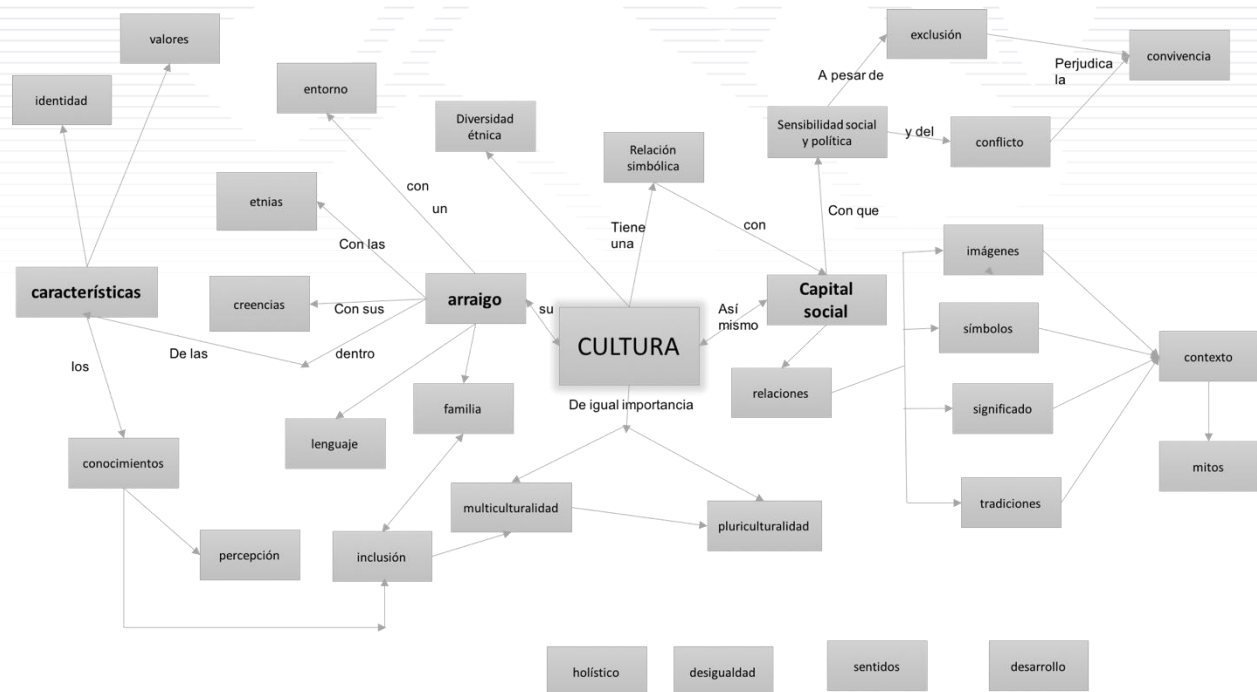 valores
exclusión
convivencia
Perjudica
la
A pesar de
identidad
entorno
Diversidad
étnica
Sensibilidad social
y política
y del
conflicto
Relación
simbólica
con
un
etnias
Con que
Tiene
una
con
Con las
imágenes
características
creencias
Con sus
arraigo
su
Capital
social
Así
mismo
CULTURA
símbolos
contexto
los
De las
dentro
relaciones
De igual importancia
familia
significado
lenguaje
conocimientos
mitos
multiculturalidad
tradiciones
pluriculturalidad
percepción
inclusión
holístico
desigualdad
sentidos
desarrollo